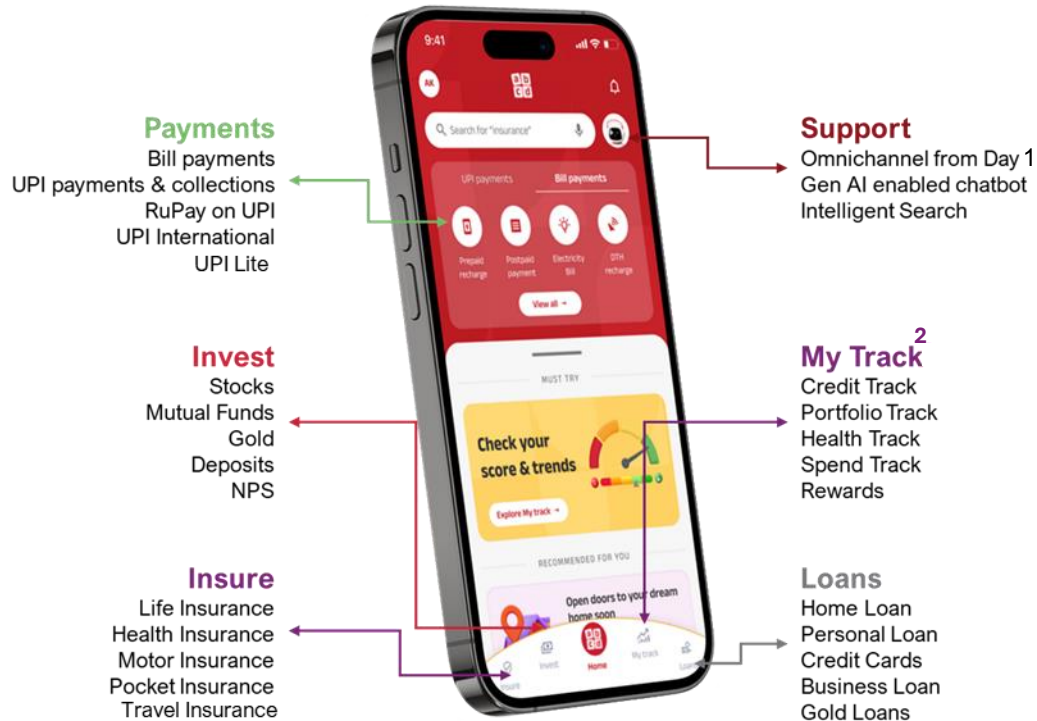 Payments
Bill payments
UPI payments & collections
RuPay on UPI
UPI International
UPI Lite
Invest
Stocks
Mutual Funds
Gold
Deposits
NPS
Insure
Life Insurance
Health Insurance
Motor Insurance
Pocket Insurance
Travel Insurance
9:41
AK
a b
c d
Search for "insurance"
UPI payments
Bill payments
Prepaid recharge
Postpaid payment
Electricity Bill
DTH recharge
View all →
MUST TRY
Check your
score & trends
Explore My track →
RECOMMENDED FOR YOU
Open doors to your dream
home soon
Invest
Home
My track
Support
Omnichannel from Day 1
Gen AI enabled chatbot
Intelligent Search
My Track 2
Credit Track
Portfolio Track
Health Track
Spend Track
Rewards
Loans
Home Loan
Personal Loan
Credit Cards
Business Loan
Gold Loans